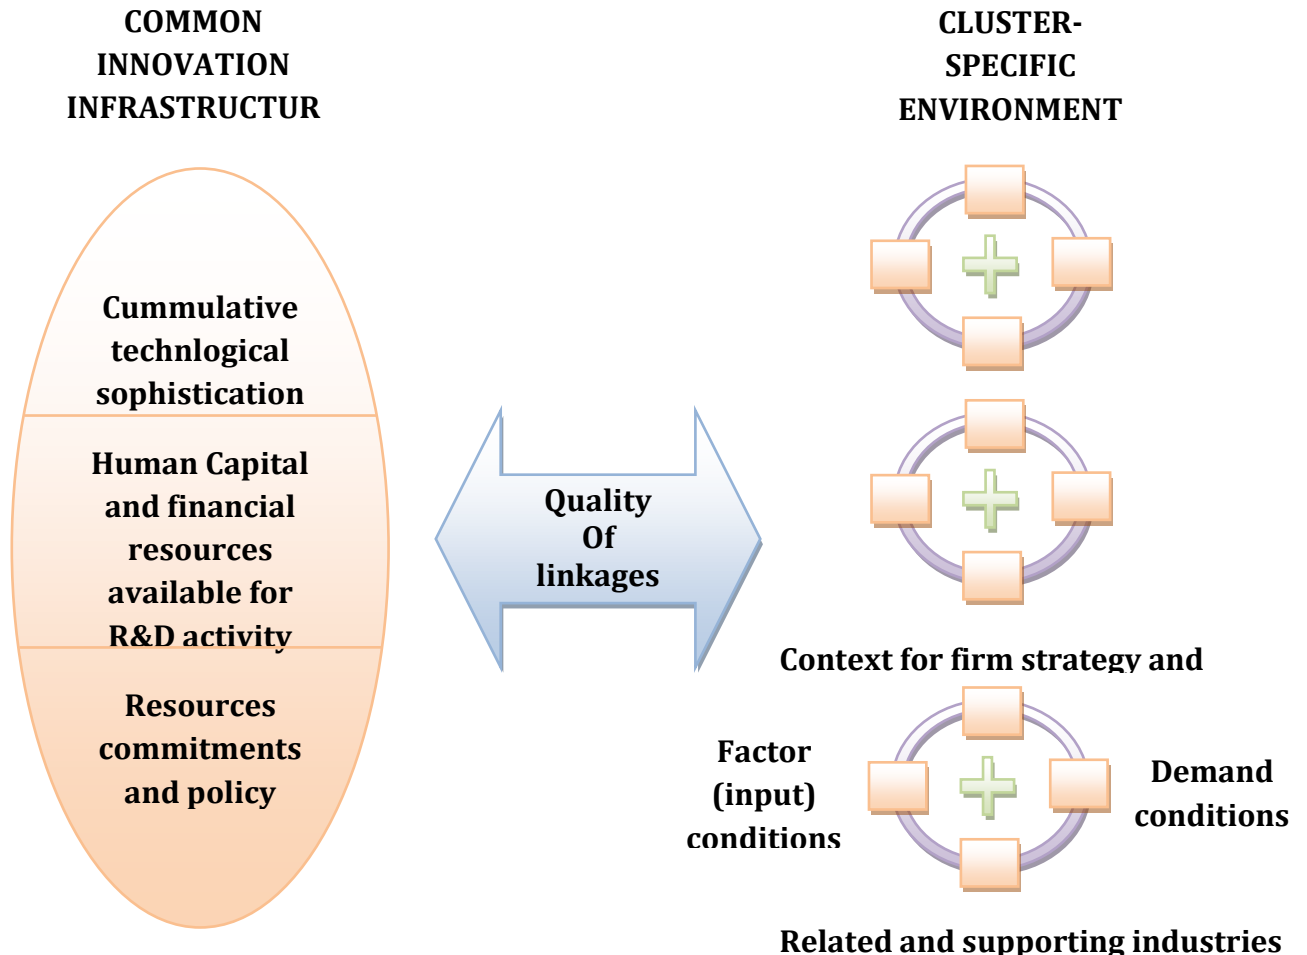 COMMON
INNOVATION
INFRASTRUCTUR
CLUSTER-
SPECIFIC
ENVIRONMENT
Cummulative
technlogical
sophistication
Human Capital
and financial
resources
available for
R&D activity
Resources
commitments
and policy
Quality
Of
linkages
Context for firm strategy and
Factor
(input)
conditions
Demand
conditions
Related and supporting industries